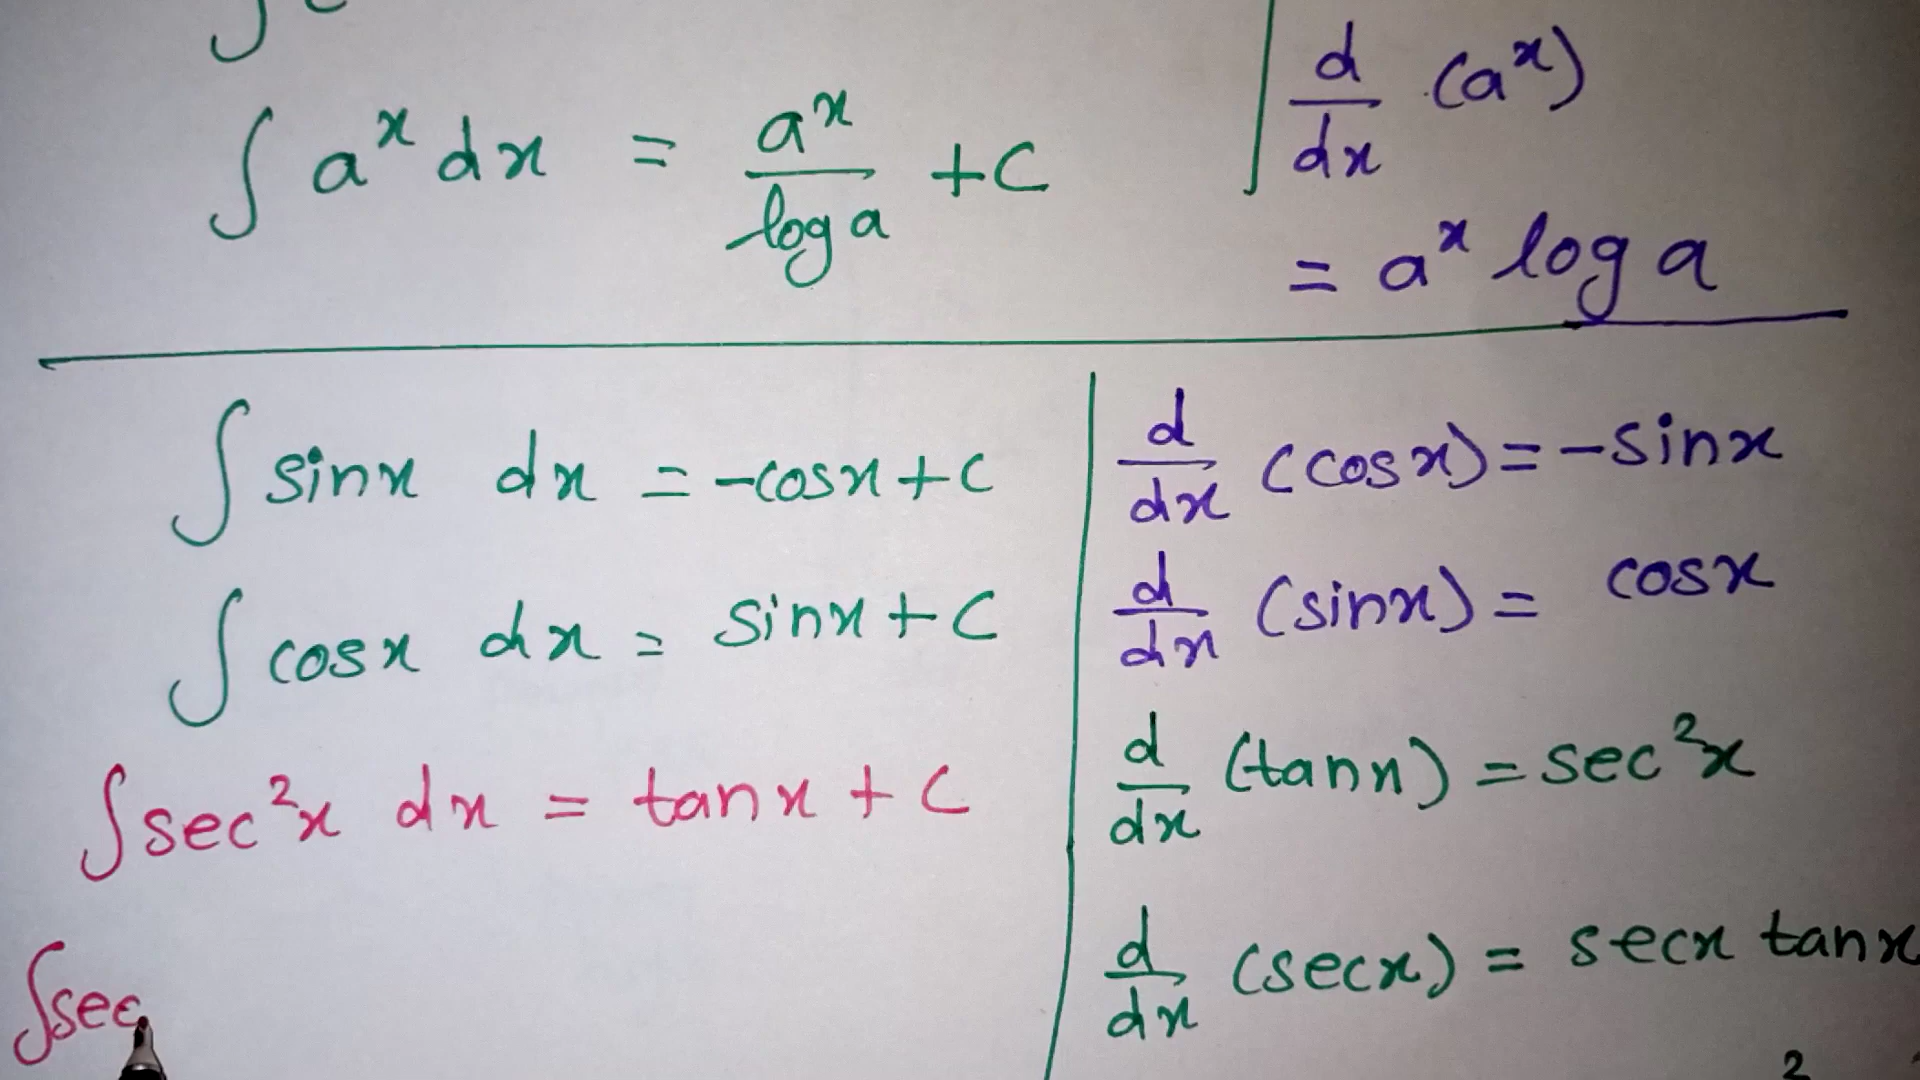 ∫ a^x dx = a^x / log a + C
d/dx (a^x)
= a^x log a
∫ sinx dx = -cosx + C
d/dx (cosx) = -sinx
∫ cosx dx = sinx + C
d/dx (sinx) = cosx
∫ sec²x dx = tanx + C
d/dx (tanx) = sec²x
∫sec
d/dx (secx) = secx tanx
2